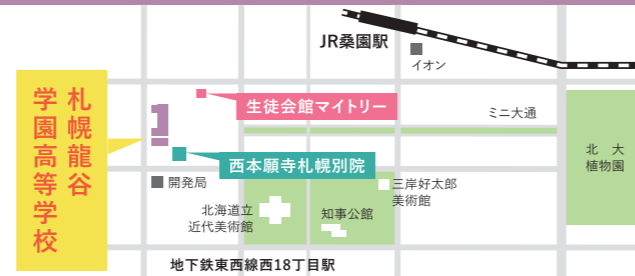 JR桑園駅
イオン
札幌龍谷
学園高等学校
生徒会館マイトリー
ミニ大通
西本願寺札幌別院
北大
植物園
開発局
三岸好太郎
美術館
北海道立
近代美術館
知事公館
地下鉄東西線西18丁目駅